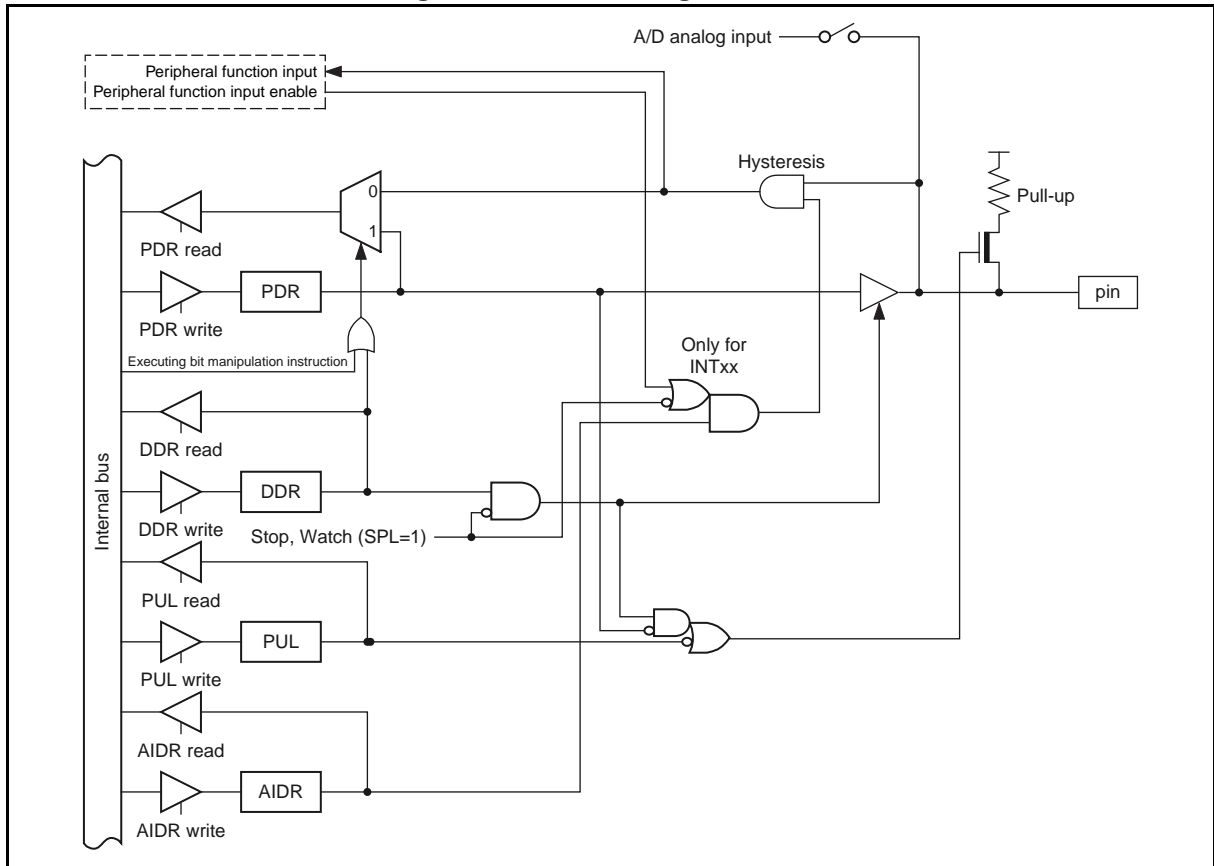 A/D analog input
Peripheral function input
Peripheral function input enable
Hysteresis
0
Pull-up
1
PDR read
PDR
pin
PDR write
Only for
INTxx
Executing bit manipulation instruction
DDR read
DDR
DDR write
Stop, Watch (SPL=1)
Internal bus
PUL read
PUL
PUL write
AIDR read
AIDR
AIDR write